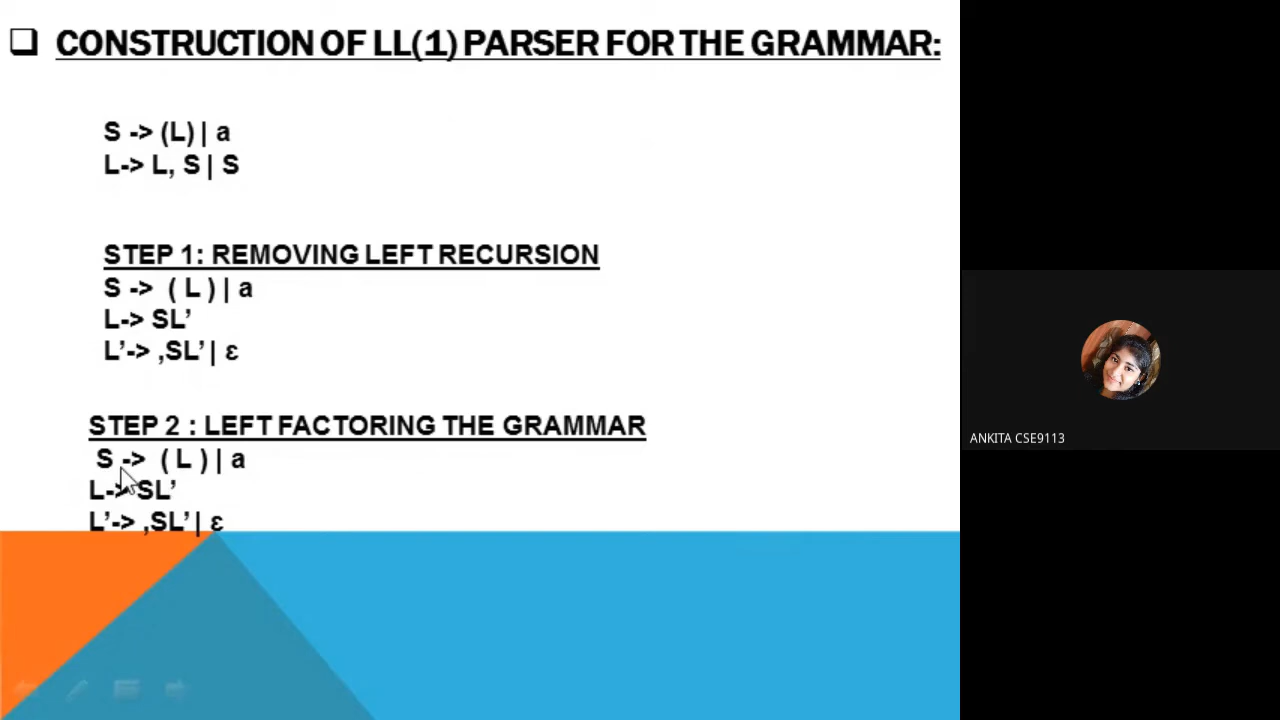 CONSTRUCTION OF LL(1) PARSER FOR THE GRAMMAR:
S -> (L) | a
L-> L, S | S
STEP 1: REMOVING LEFT RECURSION
S -> ( L ) | a
L-> SL’
L’-> ,SL’ | ε
STEP 2 : LEFT FACTORING THE GRAMMAR
S -> ( L ) | a
L-> SL’
L’-> ,SL’ | ε
ANKITA CSE9113